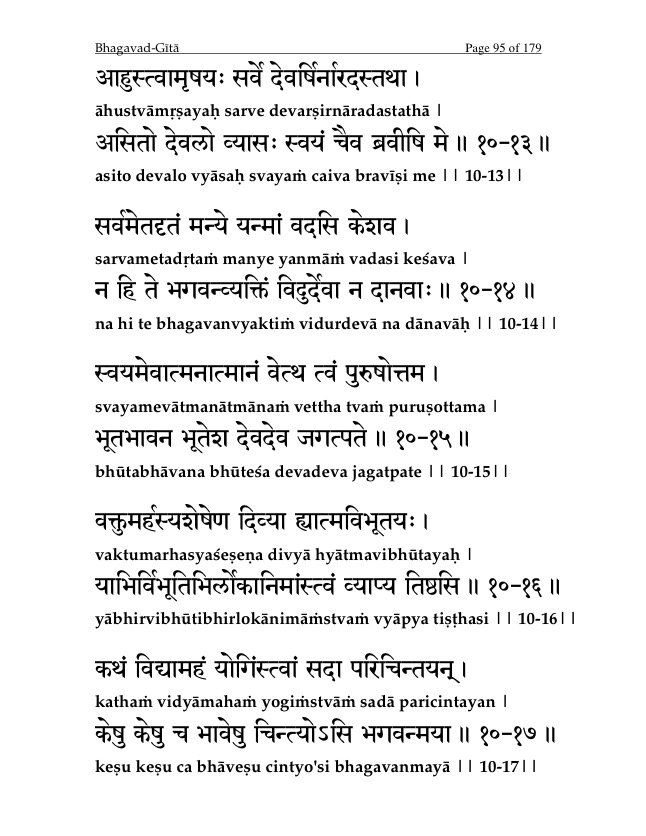 Bhagavad-Gītā Page 95 of 179
आहुस्त्वामृषयः सर्वे देवर्षिर्नारदस्तथा ।
āhustvāmṛṣayaḥ sarve devarṣirnāradastathā |
असितो देवलो व्यासः स्वयं चैव ब्रवीषि मे ॥ १०-१३ ॥
asito devalo vyāsaḥ svayaṁ caiva bravīṣi me || 10-13||
सर्वमेतदृतं मन्ये यन्मां वदसि केशव ।
sarvametadṛtaṁ manye yanmāṁ vadasi keśava |
न हि ते भगवन्व्यक्तिं विदुर्देवा न दानवाः ॥ १०-१४ ॥
na hi te bhagavanvyaktiṁ vidurdevā na dānavāḥ || 10-14||
स्वयमेवात्मनात्मानं वेत्थ त्वं पुरुषोत्तम ।
svayamevātmanātmānaṁ vettha tvaṁ puruṣottama |
भूतभावन भूतेश देवदेव जगत्पते ॥ १०-१५ ॥
bhūtabhāvana bhūteśa devadeva jagatpate || 10-15||
वक्तुमर्हस्यशेषेण दिव्या ह्यात्मविभूतयः ।
vaktumarhasyaśeṣeṇa divyā hyātmavibhūtayaḥ |
याभिर्विभूतिभिर्लोकानिमांस्त्वं व्याप्य तिष्ठसि ॥ १०-१६ ॥
yābhirvibhūtibhirlokānimāṁstvaṁ vyāpya tiṣṭhasi || 10-16||
कथं विद्यामहं योगिंस्त्वां सदा परिचिन्तयन् ।
kathaṁ vidyāmahaṁ yogiṁstvāṁ sadā paricintayan |
केषु केषु च भावेषु चिन्त्योऽसि भगवन्मया ॥ १०-१७ ॥
keṣu keṣu ca bhāveṣu cintyo'si bhagavanmayā || 10-17||